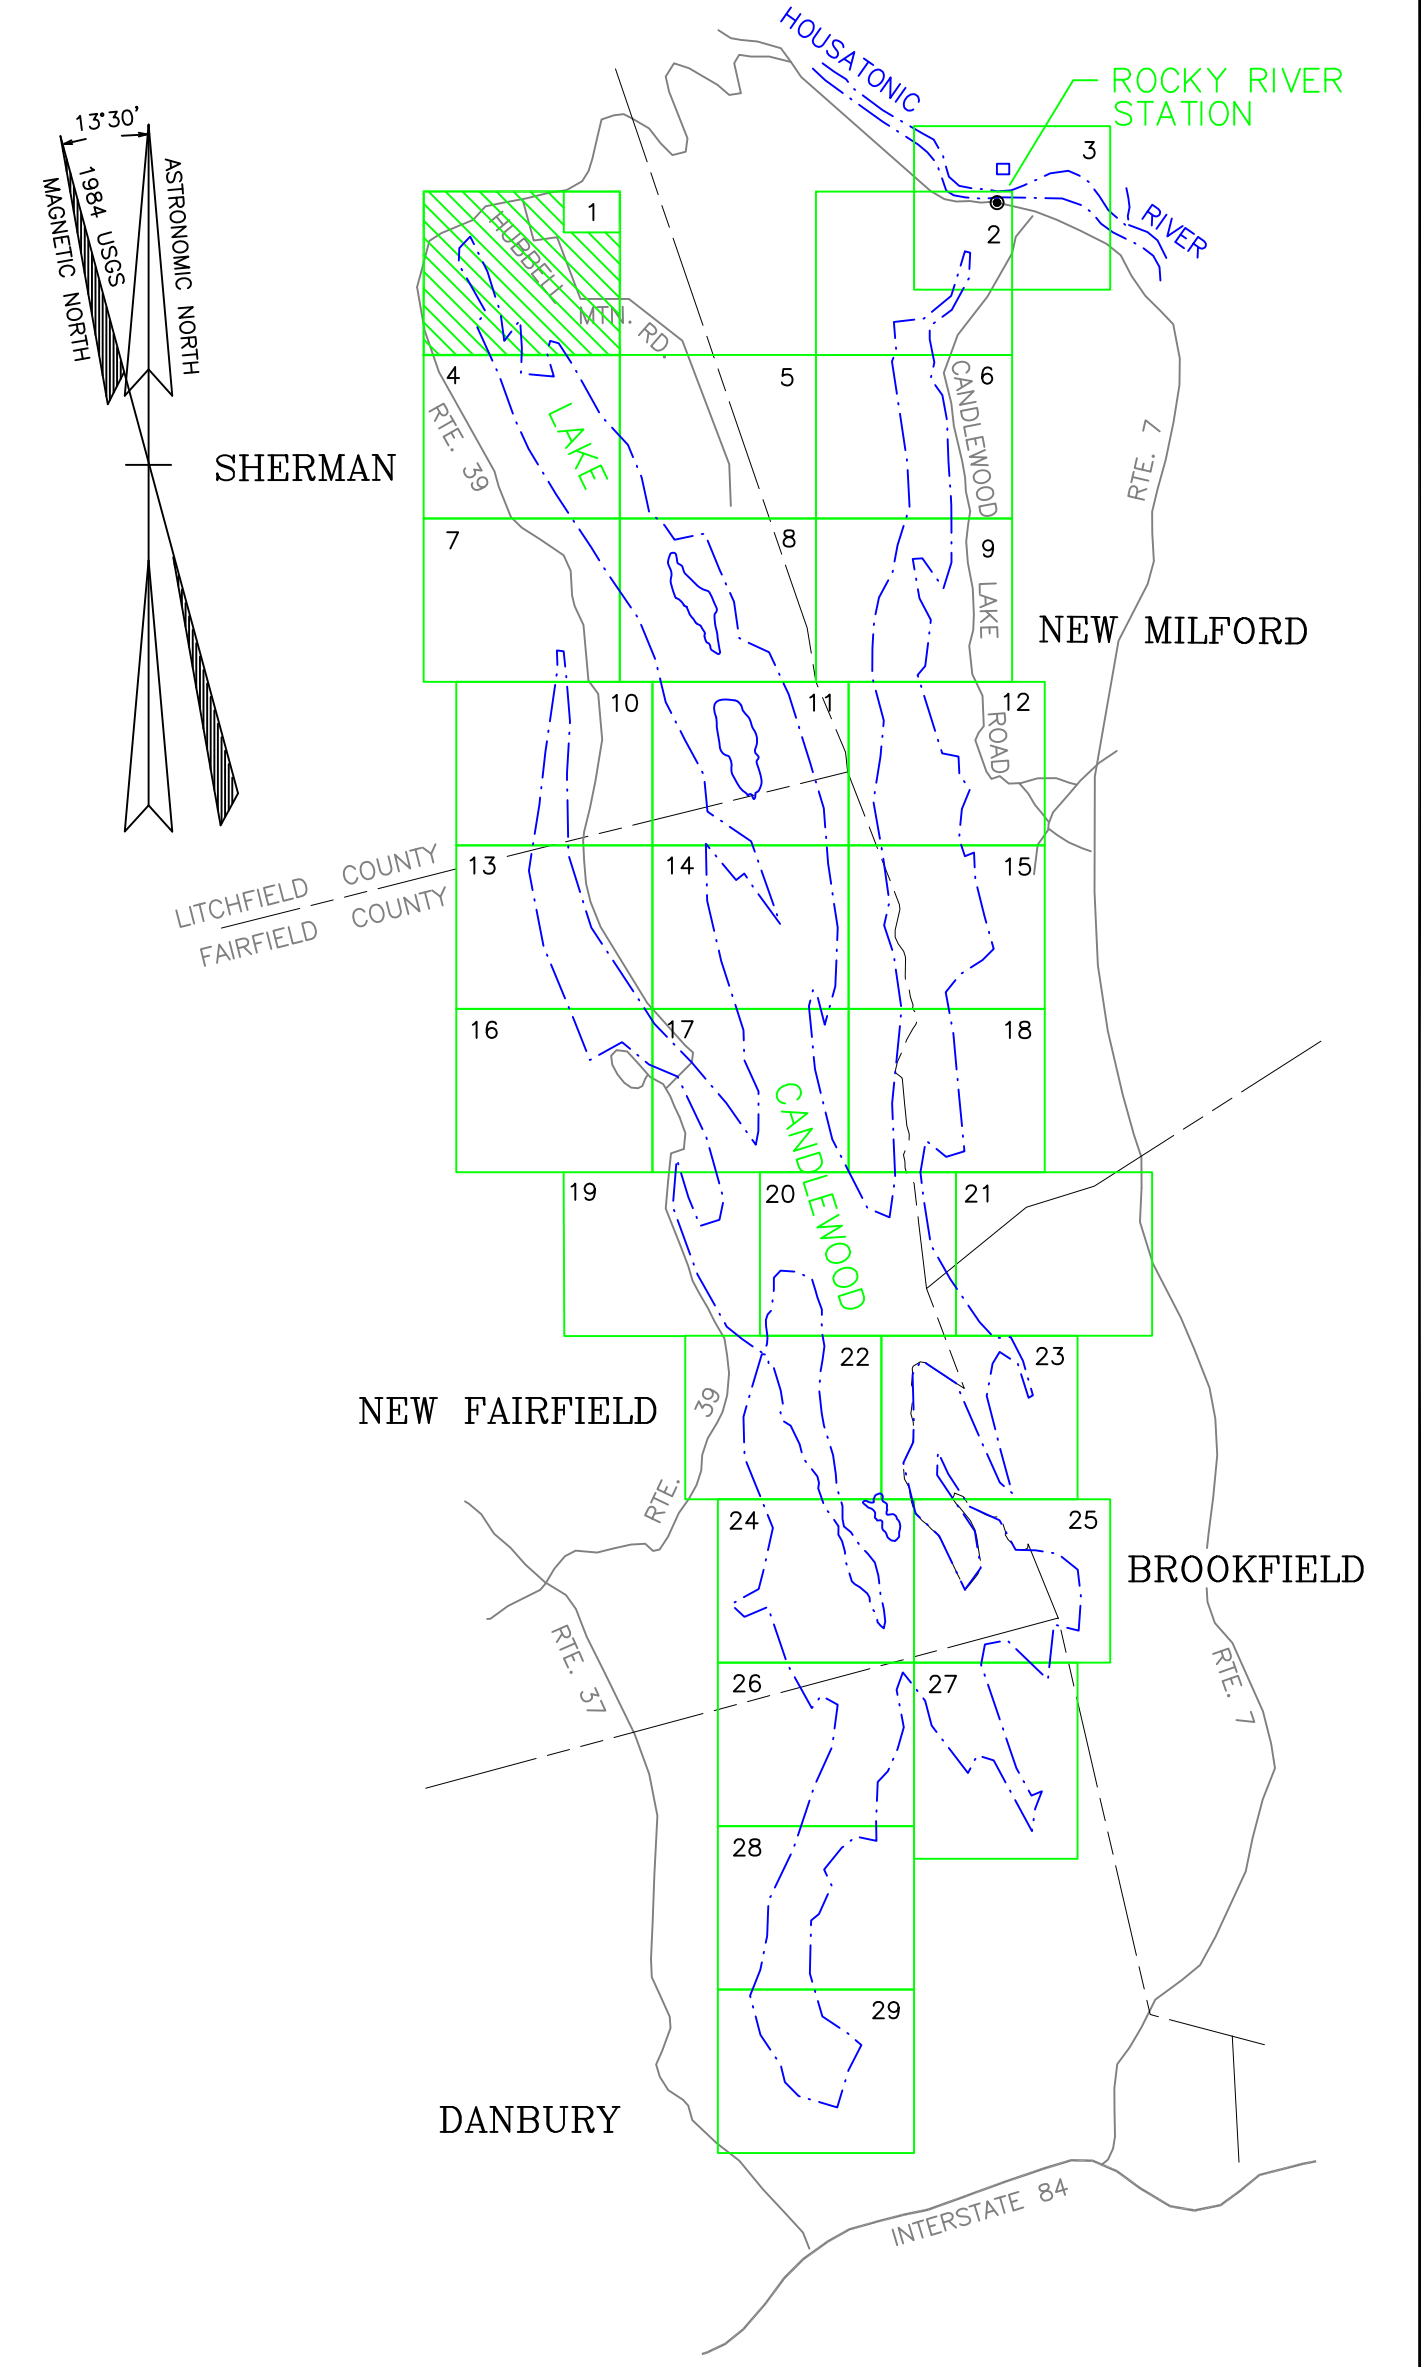 HOUSATONIC
ROCKY RIVER
STATION
13°30'
ASTRONOMIC NORTH
1984 USGS
MAGNETIC NORTH
3
1
2
RIVER
HUBBELL
MTN. RD.
4
5
6
LAKE
RTE. 39
CANDLEWOOD
RTE. 7
SHERMAN
7
8
9
LAKE
NEW MILFORD
10
11
12
ROAD
LITCHFIELD COUNTY
FAIRFIELD COUNTY
13
14
15
16
17
18
CANDLEWOOD
19
20
21
22
23
NEW FAIRFIELD
RTE. 39
24
25
BROOKFIELD
RTE. 37
RTE. 7
26
27
28
29
DANBURY
INTERSTATE 84